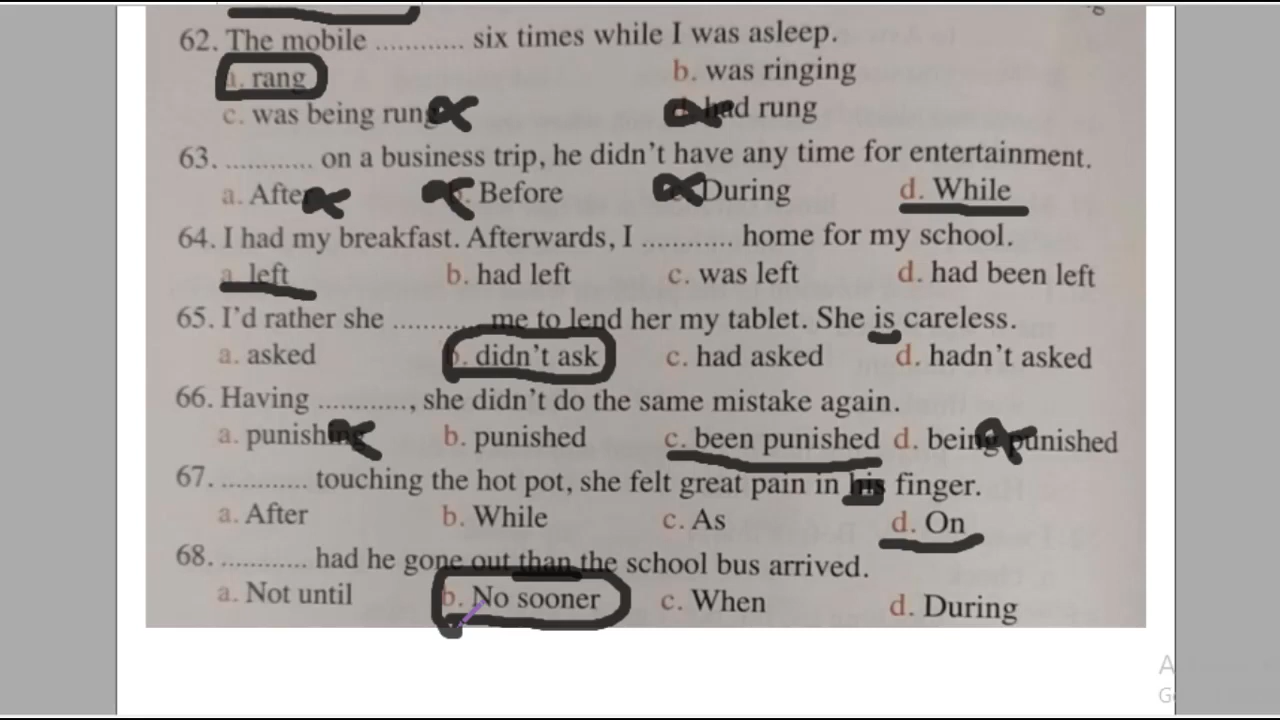 62. The mobile ............ six times while I was asleep.
a. rang b. was ringing
c. was being rung d. had rung
63. ............ on a business trip, he didn't have any time for entertainment.
a. After b. Before c. During d. While
64. I had my breakfast. Afterwards, I ............ home for my school.
a. left b. had left c. was left d. had been left
65. I'd rather she ............ me to lend her my tablet. She is careless.
a. asked b. didn't ask c. had asked d. hadn't asked
66. Having ............, she didn't do the same mistake again.
a. punishing b. punished c. been punished d. being punished
67. ............ touching the hot pot, she felt great pain in his finger.
a. After b. While c. As d. On
68. ............ had he gone out than the school bus arrived.
a. Not until b. No sooner c. When d. During